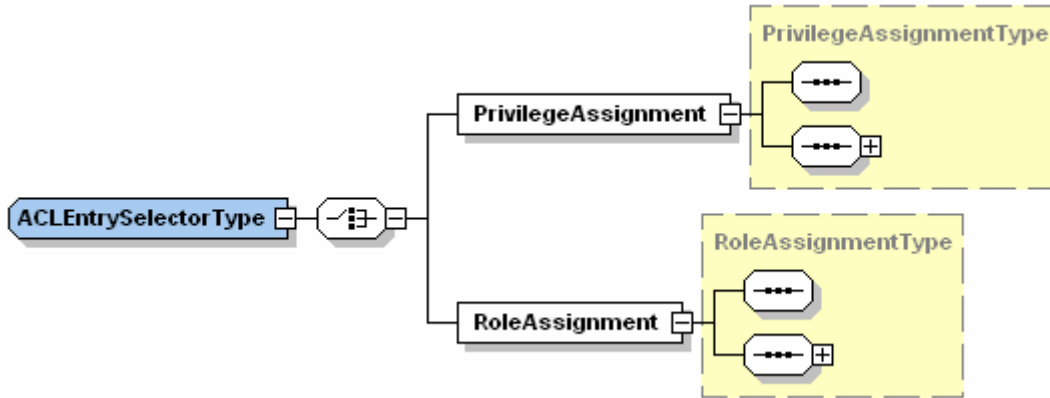 PrivilegeAssignmentType
PrivilegeAssignment
ACLEntrySelectorType
RoleAssignmentType
RoleAssignment